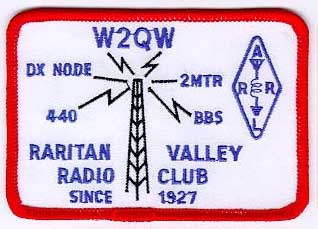 W2QW
DX NODE 2MTR
440 BBS
A
R R
L
RARITAN VALLEY
RADIO CLUB
SINCE 1927